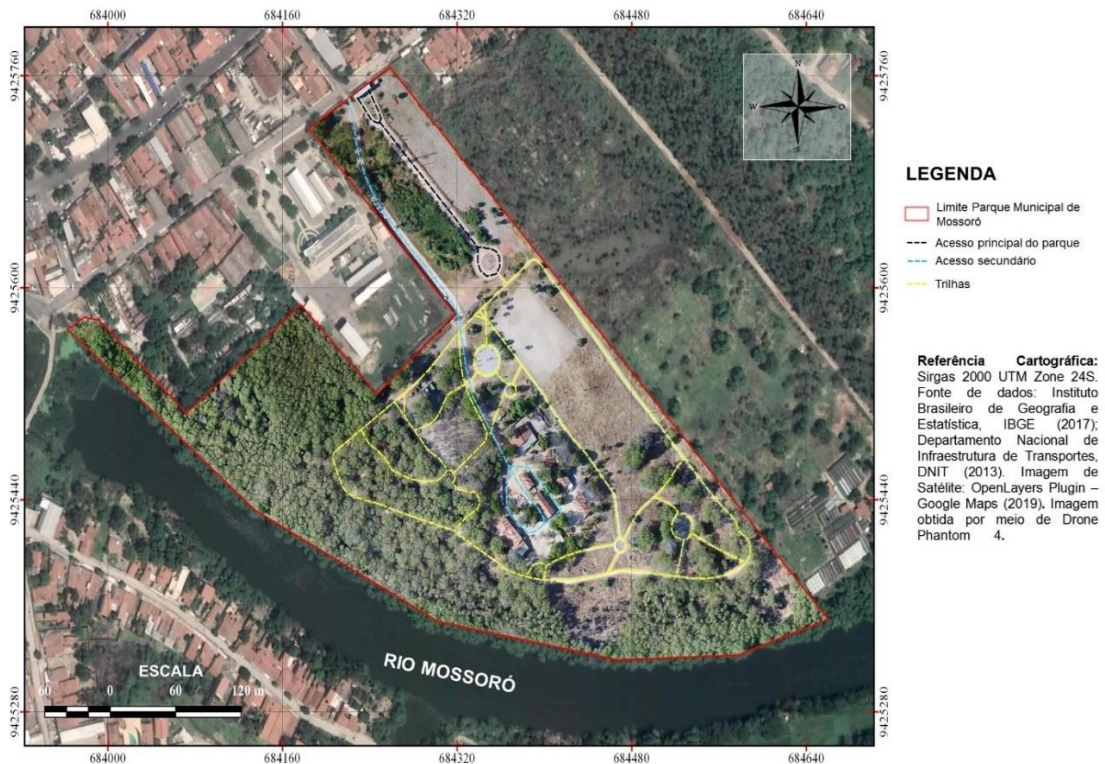 684000 684160 684320 684480 684640
9425760 9425760
N
W O
S
LEGENDA
Limite Parque Municipal de
Mossoró
Acesso principal do parque
Acesso secundário
Trilhas
9425600 9425600
Referência Cartográfica:
Sirgas 2000 UTM Zone 24S.
Fonte de dados: Instituto
Brasileiro de Geografia e
Estatística, IBGE (2017);
Departamento Nacional de
Infraestrutura de Transportes,
DNIT (2013). Imagem de
Satélite: OpenLayers Plugin –
Google Maps (2019). Imagem
obtida por meio de Drone
Phantom 4.
9425440 9425440
RIO MOSSORÓ
ESCALA
60 0 60 120 m
9425280 9425280
684000 684160 684320 684480 684640